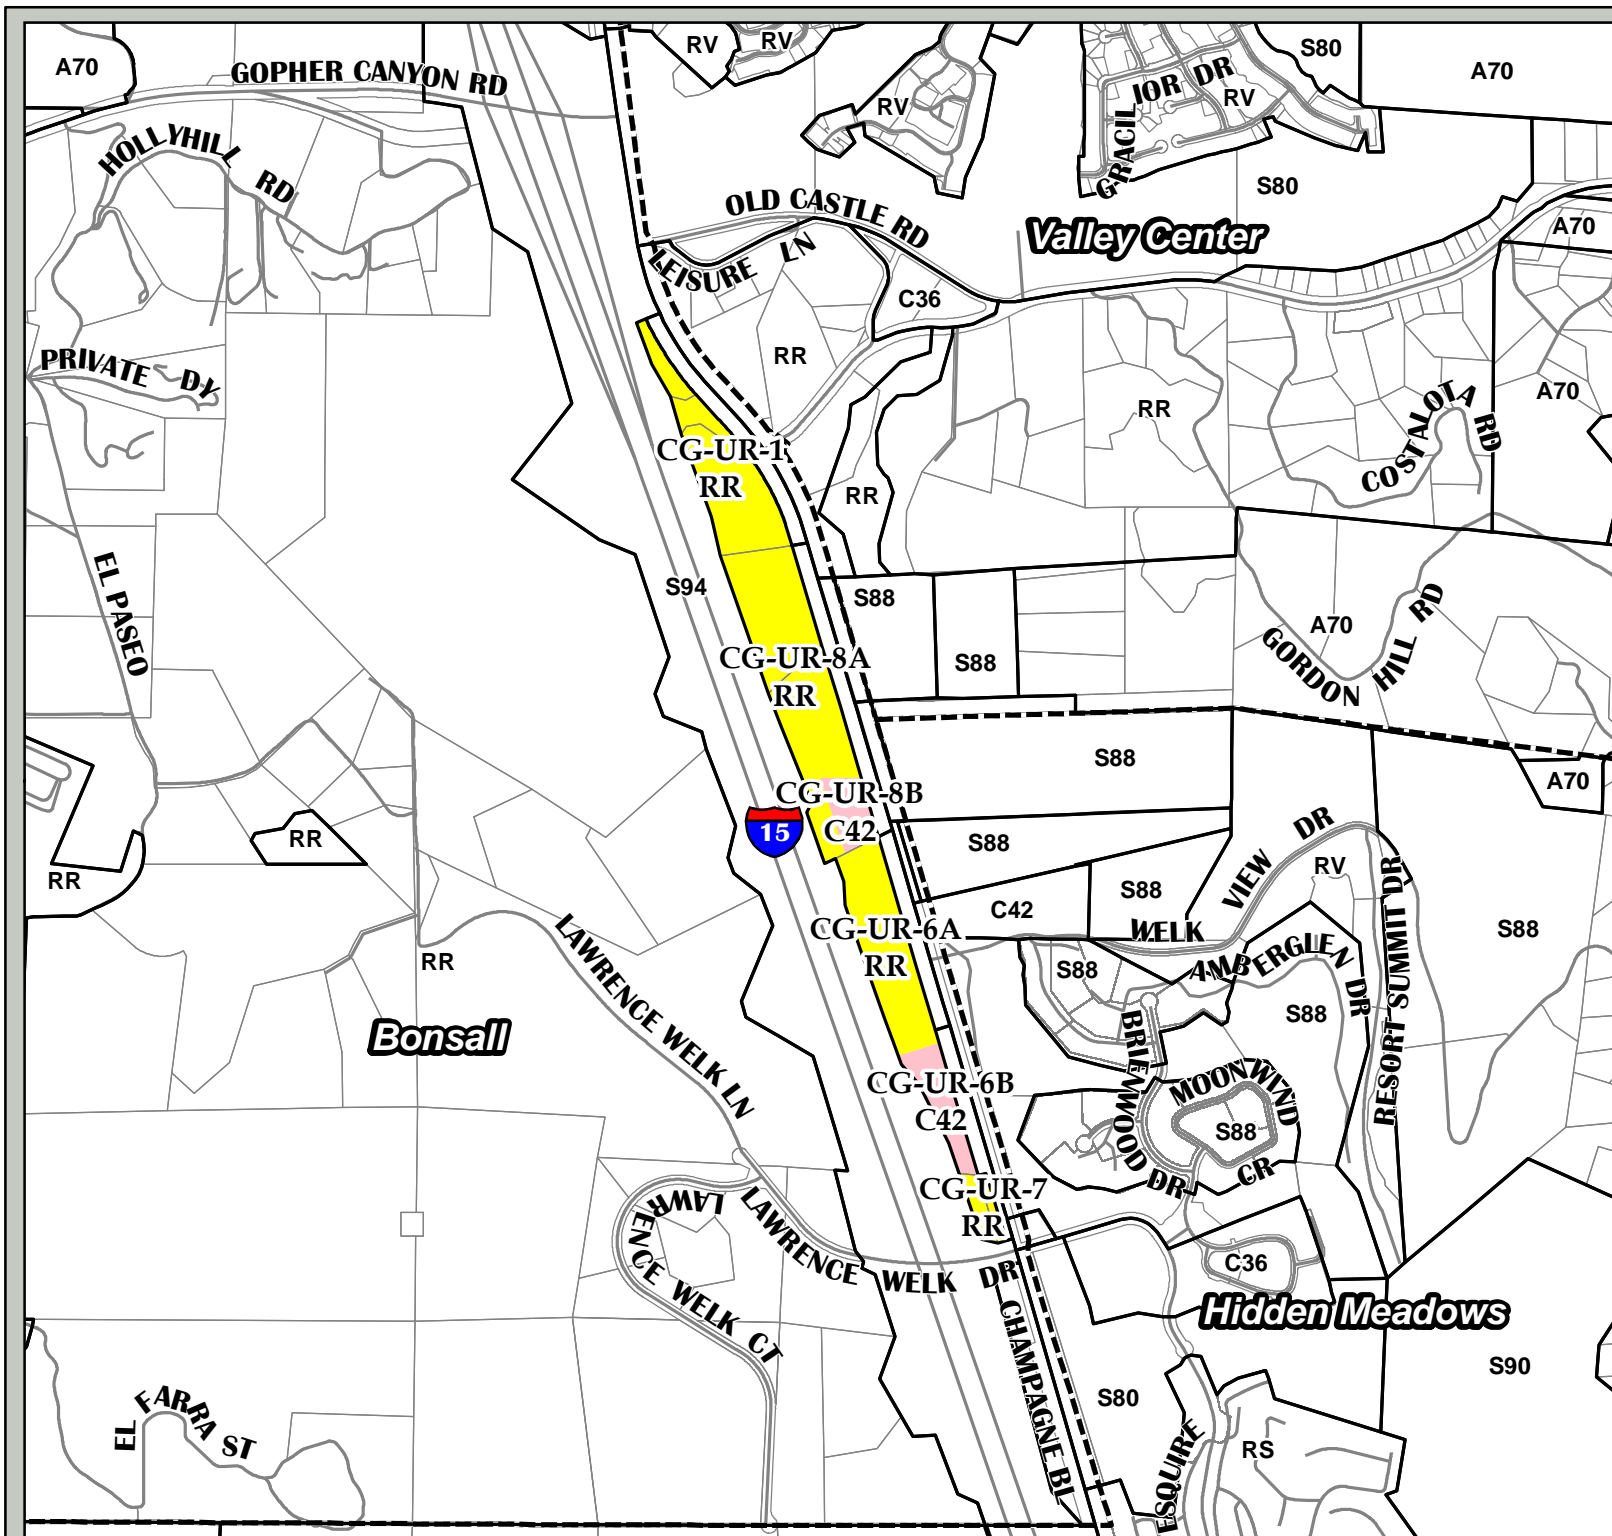 A70
GOPHER CANYON RD
RV
RV
S80
A70
RV
GRACILIOR DR
RV
HOLLYHILL RD
S80
OLD CASTLE RD
Valley Center
A70
LEISURE LN
C36
PRIVATE DY
RR
RR
A70
COSTALOTA RD
CG-UR-1
RR
RR
EL PASEO
S94
S88
A70
GORDON HILL RD
S88
CG-UR-8A
RR
S88
A70
CG-UR-8B
C42
15
RR
RR
S88
VIEW DR
RV
S88
C42
WELK
RESORT SUMMIT DR
S88
CG-UR-6A
RR
LAWRENCE WELK LN
RR
S88
AMBERGLEN DR
S88
Bonsall
BRIENWOOD DR
MOONWIND CR
S88
CG-UR-6B
C42
CG-UR-7
RR
LAWRENCE WELK CT
LAWRENCE WELK DR
C36
Hidden Meadows
CHAMPAGNE BL
S90
S80
EL FARRA ST
ESQUIRE
RS